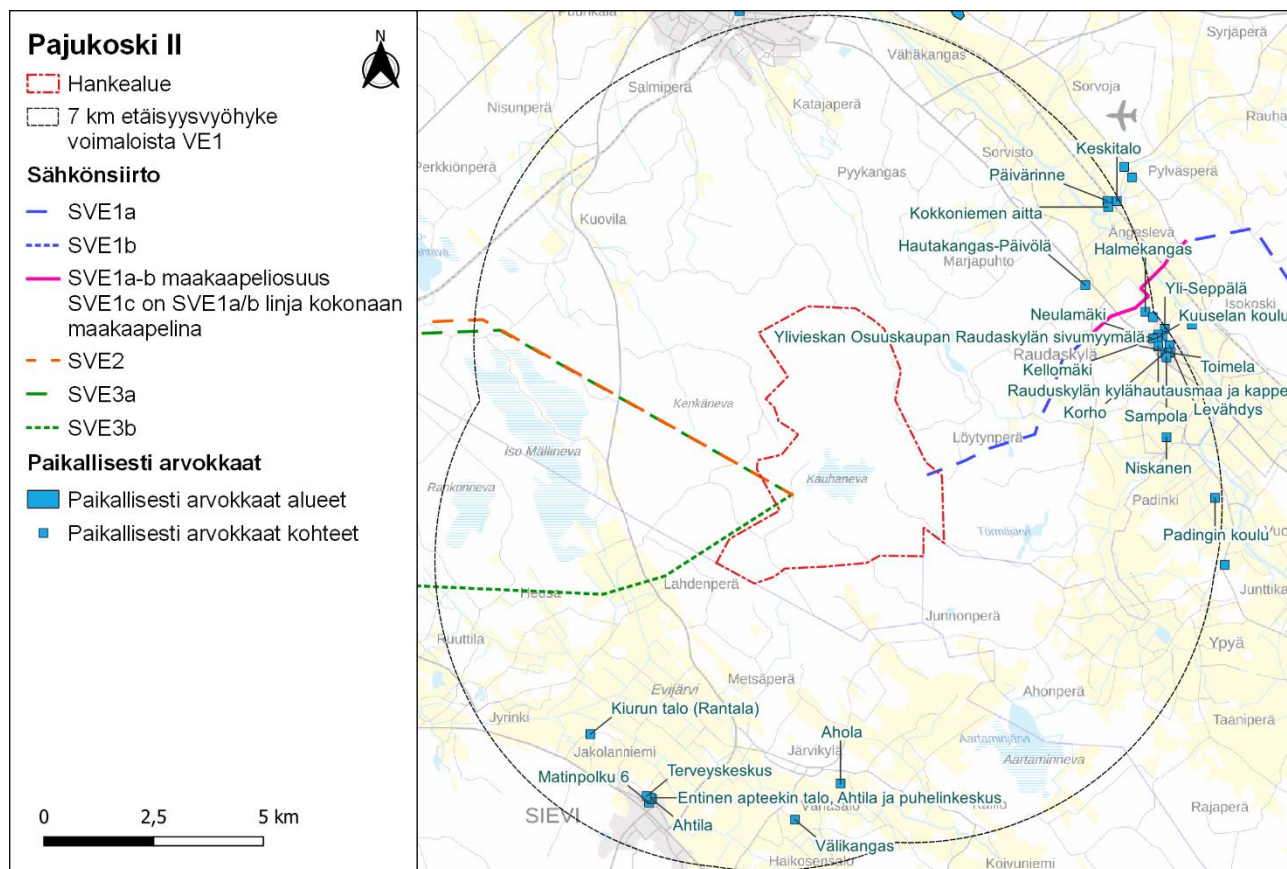 Pajukoski II
N
Hankealue
7 km etäisyysvyöhyke
voimaloista VE1
Sähkönsiirto
SVE1a
SVE1b
SVE1a-b maakaapeliosuus
SVE1c on SVE1a/b linja kokonaan
maakaapelina
SVE2
SVE3a
SVE3b
Paikallisesti arvokkaat
Paikallisesti arvokkaat alueet
Paikallisesti arvokkaat kohteet
0 2,5 5 km
Vähäkangas
Syrjäperä
Salmiperä
Nisunperä
Katajaperä
Sorvoja
Keskitalo
Perkkiönperä
Sorvisto
Päivärinne
Pylväsperä
Pyykangas
Kokkoniemen aitta
Kuovila
Ängeslevä
Hautakangas-Päivölä
Halmekangas
Marjapuhto
Yli-Seppälä
Isokoski
Neulamäki
Kuuselan koulu
Ylivieskan Osuuskaupan Raudaskylän sivumyymälä
Raudaskylä
Kellomäki
Toimela
Rauduskylän kylähautausmaa ja kappe
Kenkäneva
Korho
Levähdys
Sampola
Löytynperä
Iso Mällineva
Niskanen
Rankonneva
Kauhaneva
Padinki
Padingin koulu
Törmäjärvi
Lahdenperä
Junttika
Junnonperä
Ruuttila
Ypyä
Metsäperä
Evijärvi
Ahonperä
Kiurun talo (Rantala)
Jyrinki
Taaniperä
Ahola
Jakolanniemi
Järvikylä
Aartaminjärvi
Aartaminneva
Matinpolku 6
Terveyskeskus
Entinen apteekin talo, Ahtila ja puhelinkeskus
SIEVI
Ahtila
Rajaperä
Välikangas
Haikosensalo
Koivuniemi